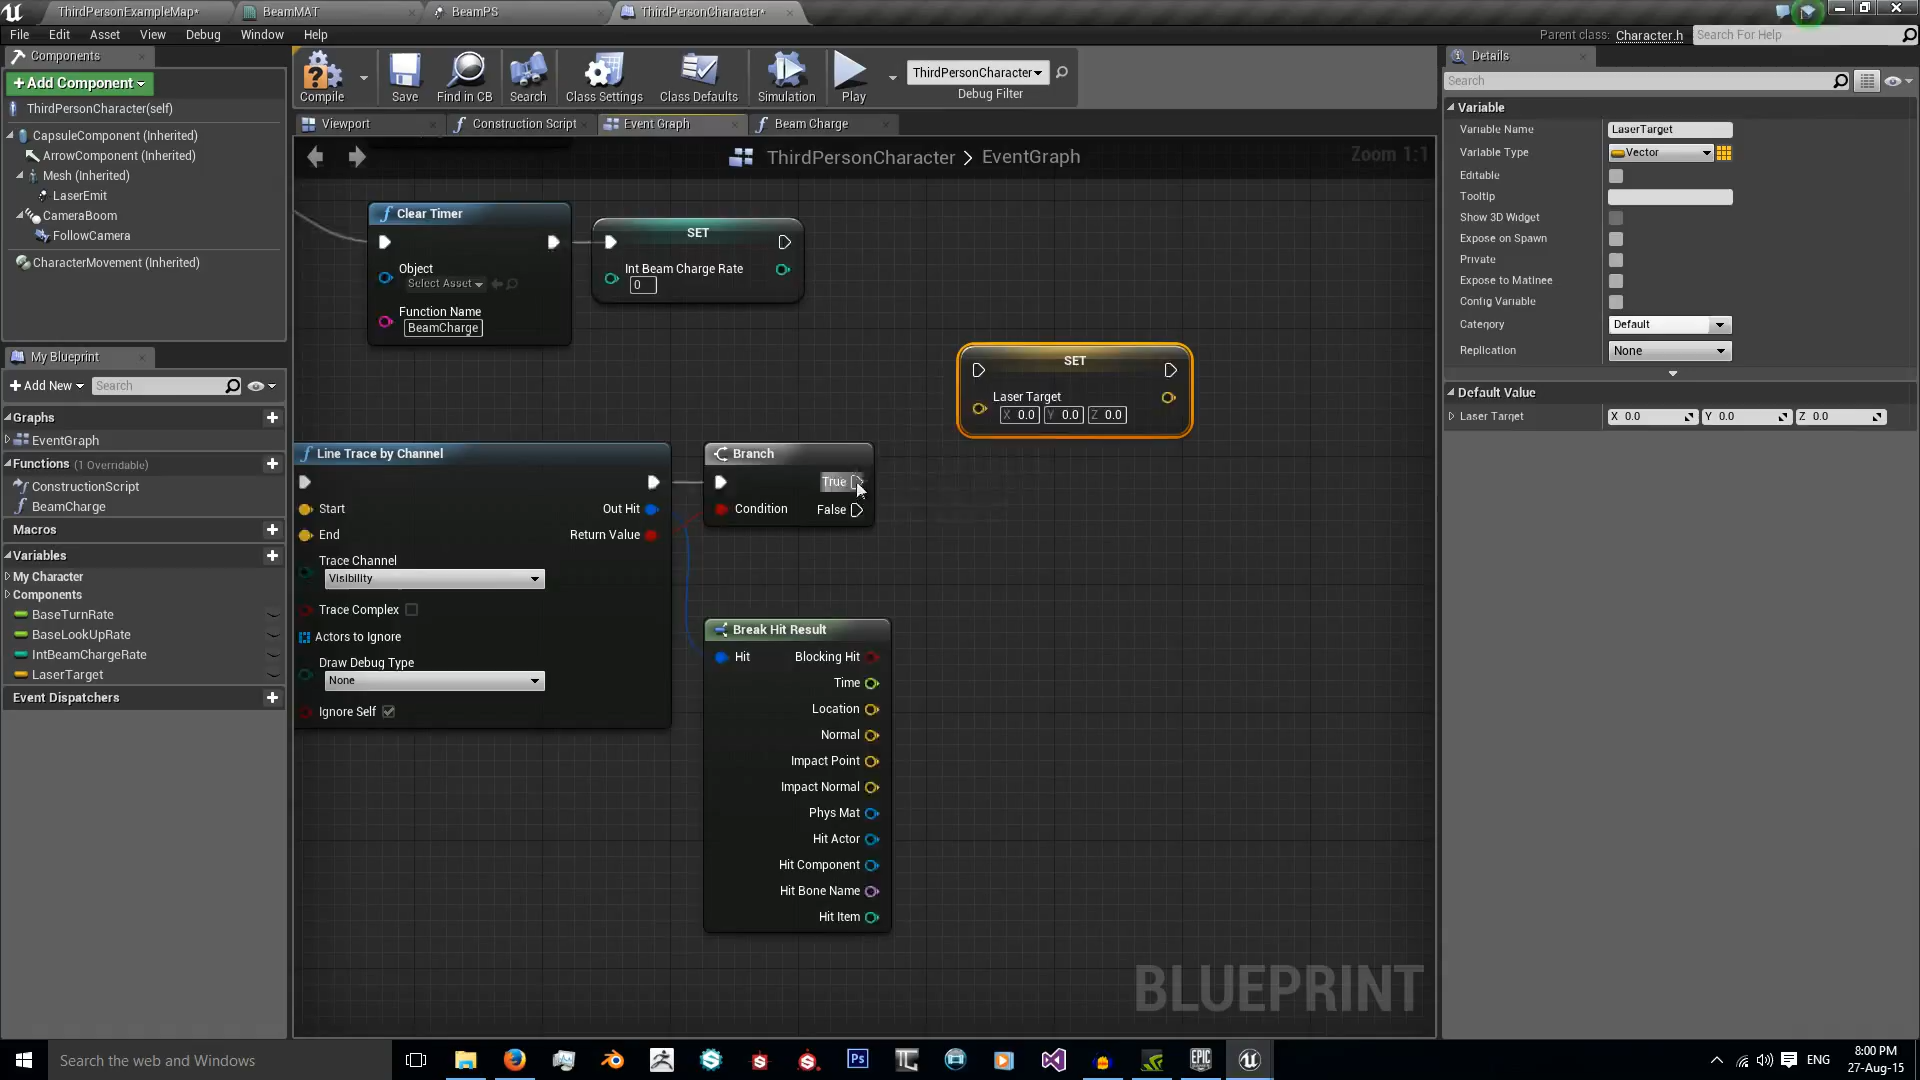 ThirdPersonExampleMap*
BeamMAT
BeamPS
ThirdPersonCharacter*
File Edit Asset View Debug Window Help
Parent class: Character.h
Search For Help
Components
+Add Component
ThirdPersonCharacter(self)
CapsuleComponent (Inherited)
ArrowComponent (Inherited)
Mesh (Inherited)
LaserEmit
CameraBoom
FollowCamera
CharacterMovement (Inherited)
My Blueprint
+Add New
Search
Graphs
EventGraph
Functions (1 Overridable)
ConstructionScript
BeamCharge
Macros
Variables
My Character
Components
BaseTurnRate
BaseLookUpRate
IntBeamChargeRate
LaserTarget
Event Dispatchers
Compile
Save
Find in CB
Search
Class Settings
Class Defaults
Simulation
Play
ThirdPersonCharacter
Debug Filter
Viewport
Construction Script
Event Graph
Beam Charge
ThirdPersonCharacter > EventGraph
Zoom 1:1
Clear Timer
Object
Select Asset
Function Name
BeamCharge
SET
Int Beam Charge Rate
0
SET
Laser Target
X 0.0 Y 0.0 Z 0.0
Line Trace by Channel
Start
Out Hit
End
Return Value
Trace Channel
Visibility
Trace Complex
Actors to Ignore
Draw Debug Type
None
Ignore Self
Branch
True
Condition
False
Break Hit Result
Hit
Blocking Hit
Time
Location
Normal
Impact Point
Impact Normal
Phys Mat
Hit Actor
Hit Component
Hit Bone Name
Hit Item
BLUEPRINT
Details
Search
Variable
Variable Name LaserTarget
Variable Type Vector
Editable
Tooltip
Show 3D Widget
Expose on Spawn
Private
Expose to Matinee
Config Variable
Category Default
Replication None
Default Value
Laser Target X 0.0 Y 0.0 Z 0.0
Search the web and Windows
Ps
EPIC GAMES
ENG
8:00 PM
27-Aug-15